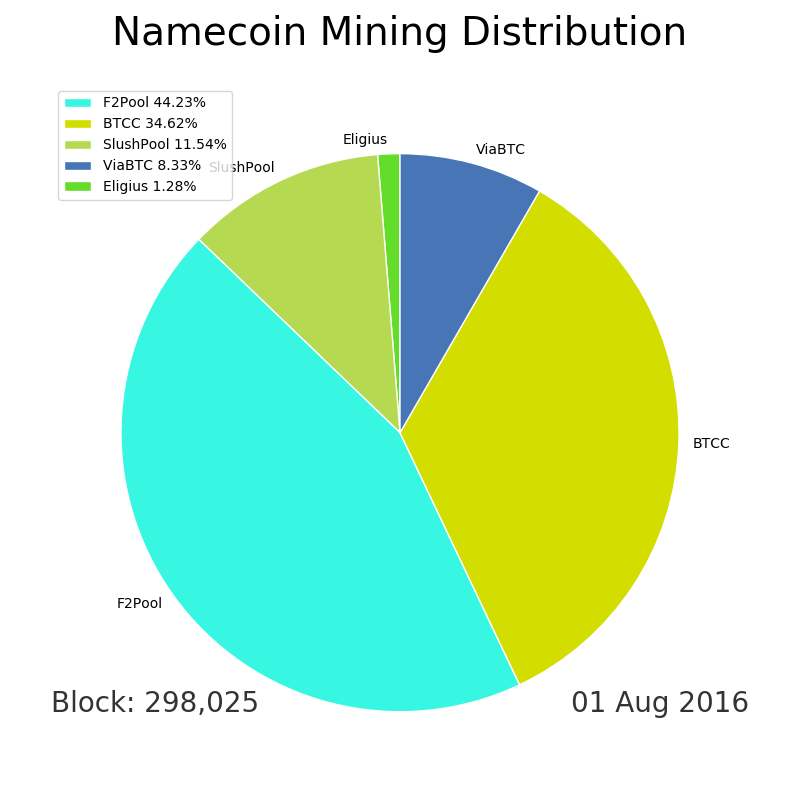 Namecoin Mining Distribution
F2Pool 44.23%
BTCC 34.62%
SlushPool 11.54%
ViaBTC 8.33%
Eligius 1.28%
Eligius
ViaBTC
SlushPool
BTCC
F2Pool
Block: 298,025
01 Aug 2016